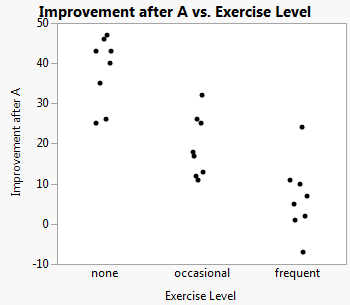 Improvement after A vs. Exercise Level
50
40
30
20
10
0
-10
Improvement after A
none occasional frequent
Exercise Level